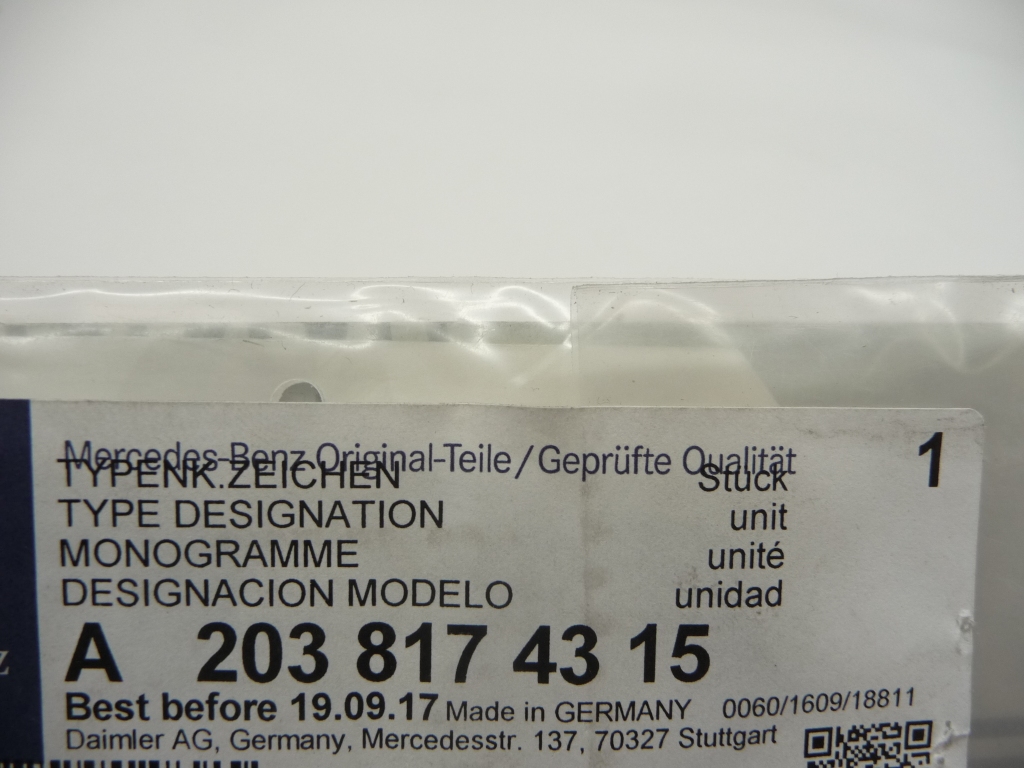 Mercedes-Benz Original-Teile/Geprüfte Qualität
1
TYPENK.ZEICHEN Stück
TYPE DESIGNATION unit
MONOGRAMME unité
DESIGNACION MODELO unidad
A 203 817 43 15
Best before 19.09.17 Made in GERMANY 0060/1609/18811
Daimler AG, Germany, Mercedesstr. 137, 70327 Stuttgart
z